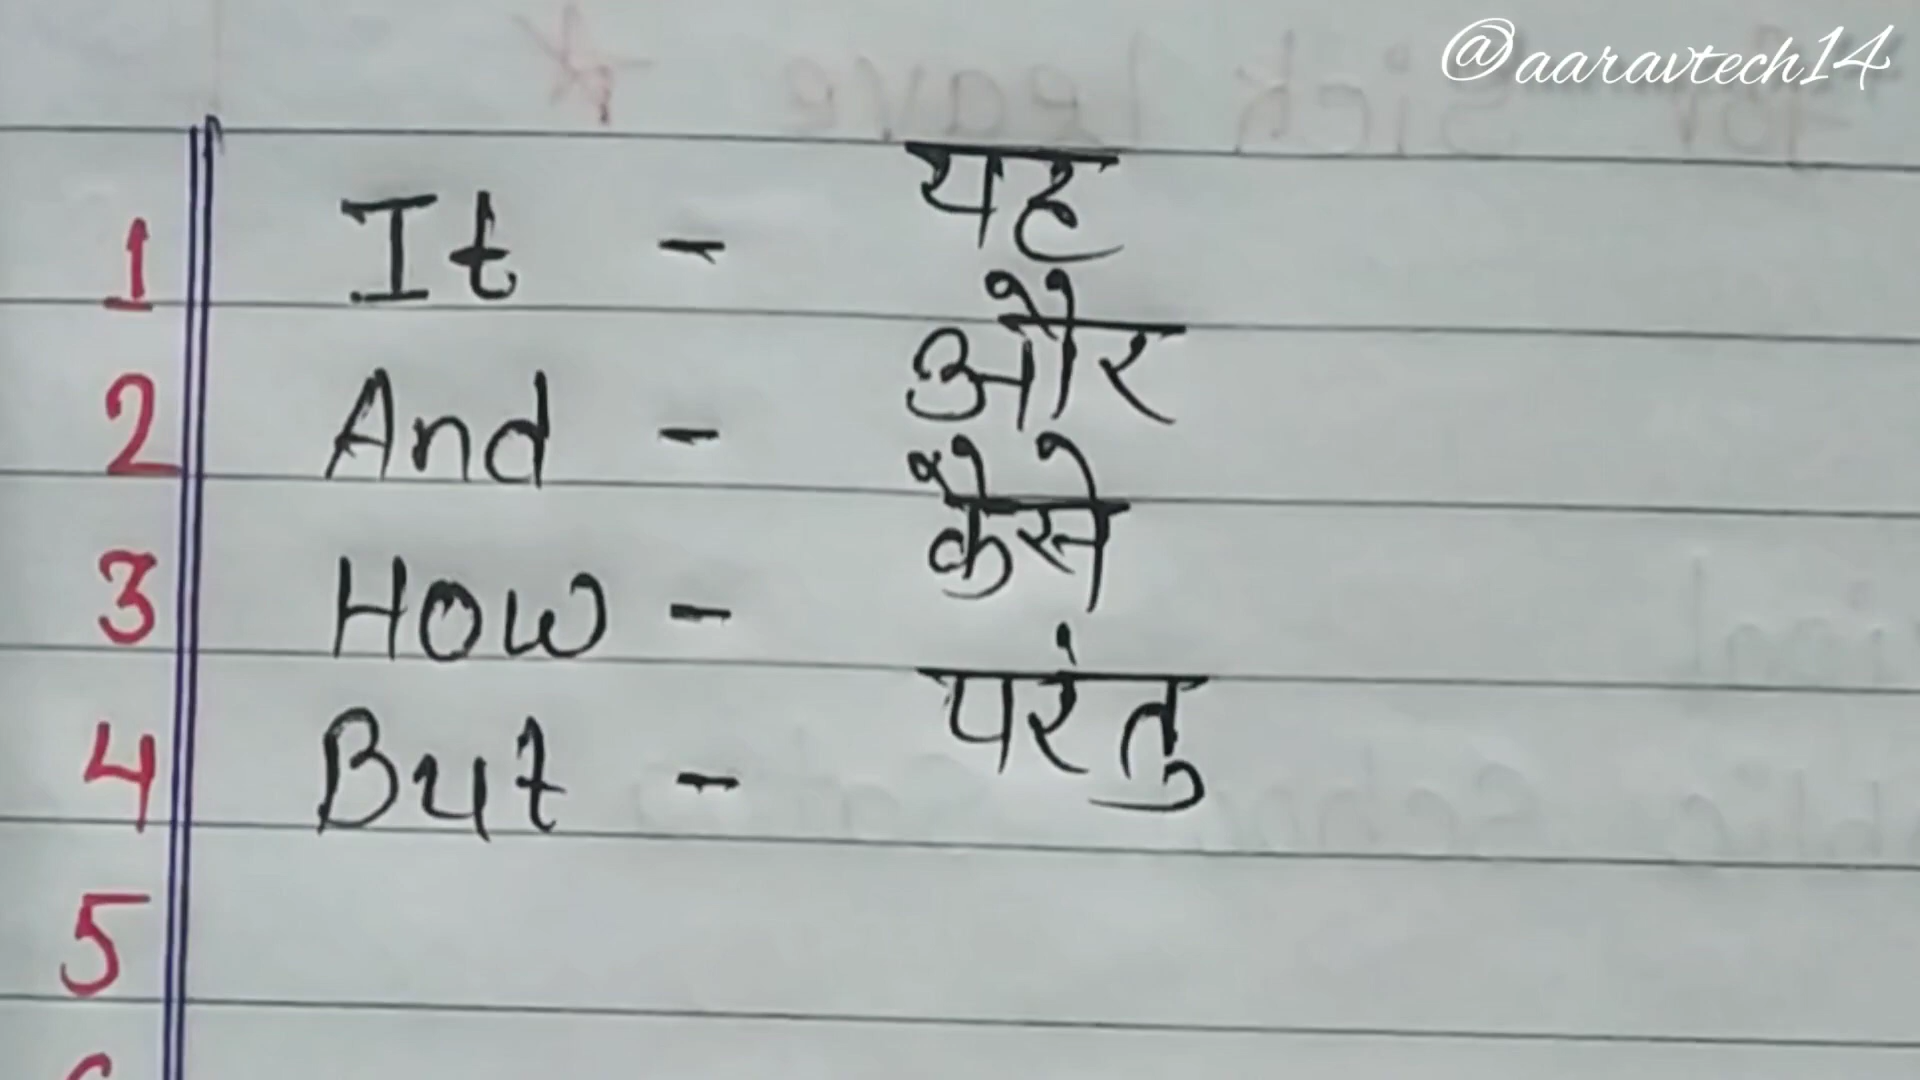 @aaravtech14
1 It - यह
2 And - और
3 How - कैसे
4 But - परंतु
5